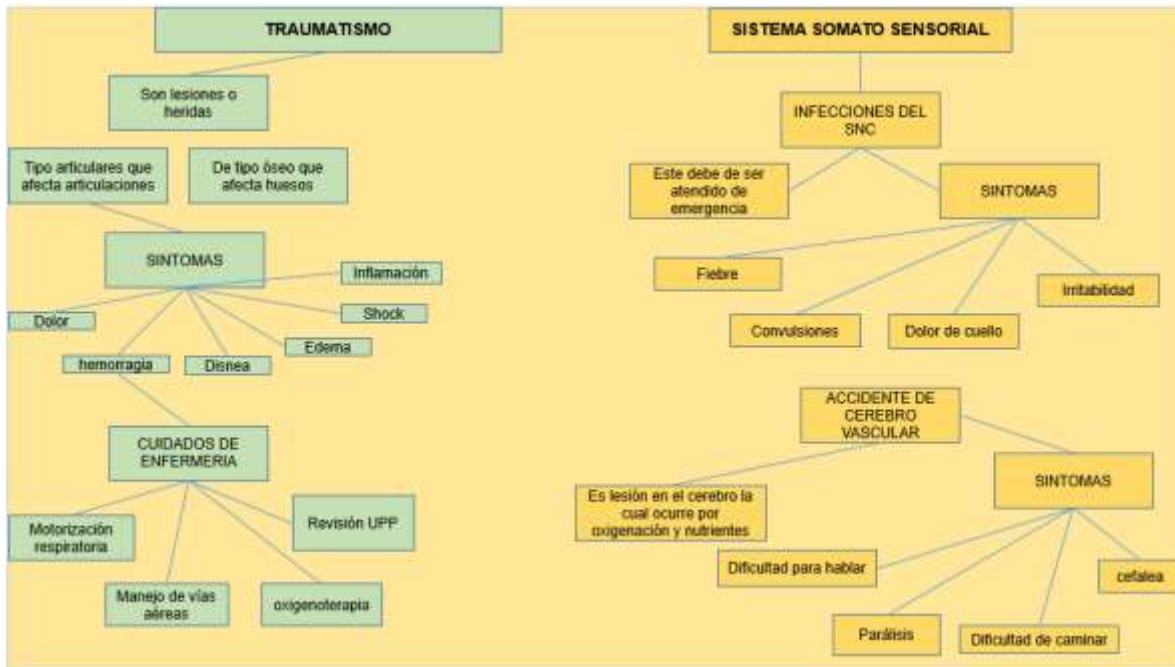 TRAUMATISMO
Son lesiones o
heridas
Tipo articulares que
afecta articulaciones
De tipo óseo que
afecta huesos
SINTOMAS
Inflamación
Shock
Edema
Disnea
hemorragia
Dolor
CUIDADOS DE
ENFERMERIA
Motorización
respiratoria
Manejo de vías
aéreas
oxigenoterapia
Revisión UPP
SISTEMA SOMATO SENSORIAL
INFECCIONES DEL
SNC
Este debe de ser
atendido de
emergencia
SINTOMAS
Fiebre
Convulsiones
Dolor de cuello
Irritabilidad
ACCIDENTE DE
CEREBRO
VASCULAR
Es lesión en el cerebro la
cual ocurre por
oxigenación y nutrientes
SINTOMAS
Dificultad para hablar
Parálisis
Dificultad de caminar
cefalea